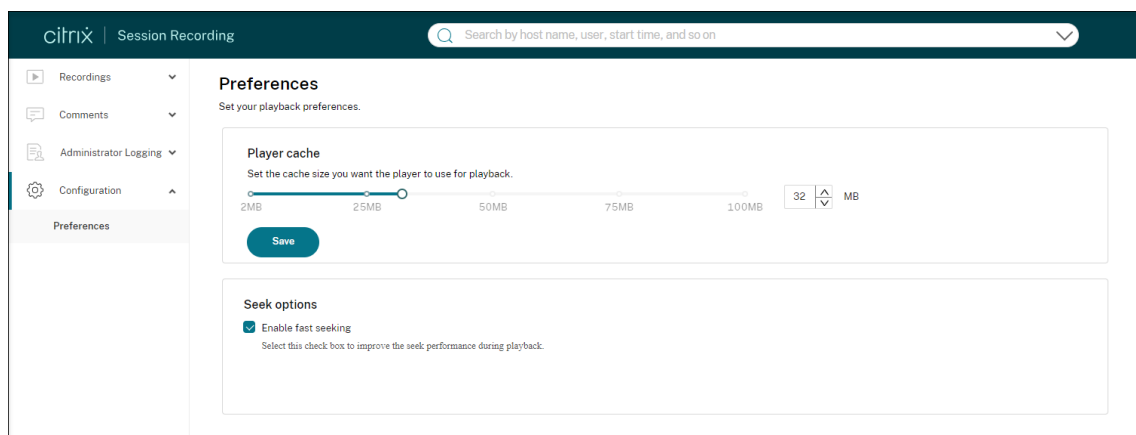 citrix | Session Recording
Search by host name, user, start time, and so on
Recordings
Comments
Administrator Logging
Configuration
Preferences
Preferences
Set your playback preferences.
Player cache
Set the cache size you want the player to use for playback.
2MB 25MB 50MB 75MB 100MB
32 MB
Save
Seek options
Enable fast seeking
Select this check box to improve the seek performance during playback.